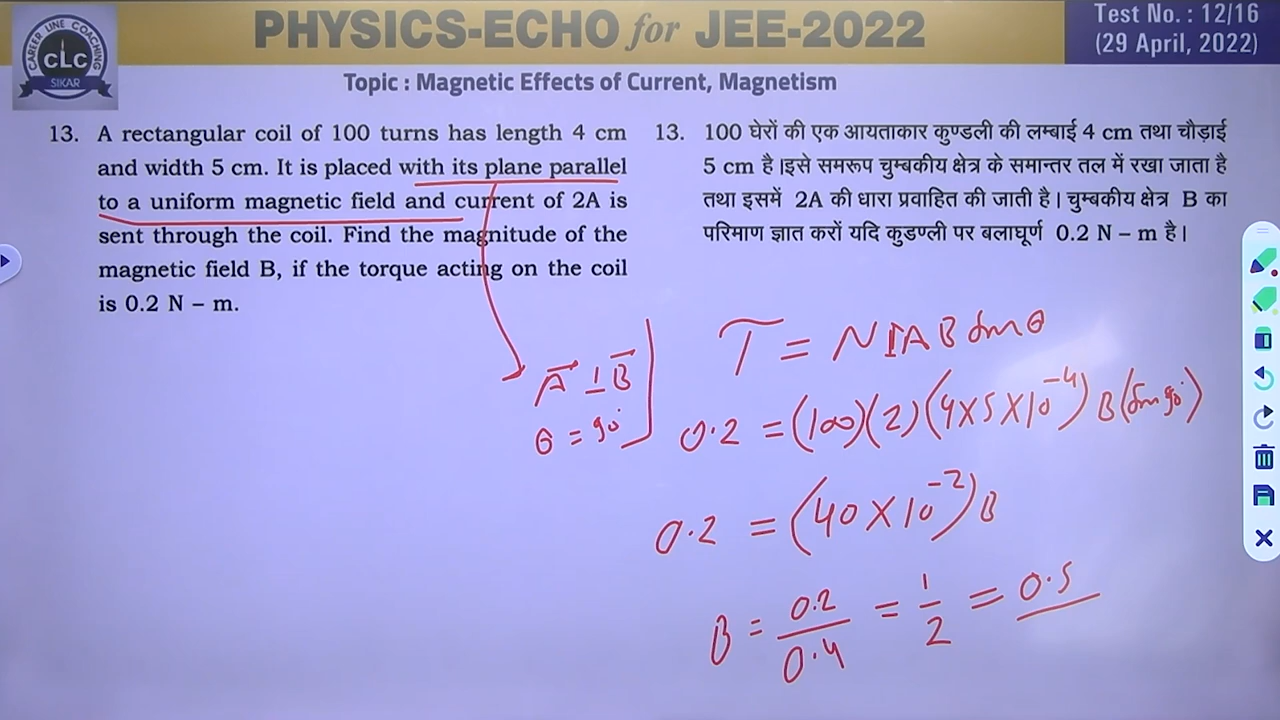 CAREER LINE COACHING
CLC
SIKAR
PHYSICS-ECHO for JEE-2022
Test No. : 12/16
(29 April, 2022)
Topic : Magnetic Effects of Current, Magnetism
13. A rectangular coil of 100 turns has length 4 cm
and width 5 cm. It is placed with its plane parallel
to a uniform magnetic field and current of 2A is
sent through the coil. Find the magnitude of the
magnetic field B, if the torque acting on the coil
is 0.2 N – m.
13. 100 घेरों की एक आयताकार कुण्डली की लम्बाई 4 cm तथा चौड़ाई
5 cm है।इसे समरूप चुम्बकीय क्षेत्र के समान्तर तल में रखा जाता है
तथा इसमें 2A की धारा प्रवाहित की जाती है। चुम्बकीय क्षेत्र B का
परिमाण ज्ञात करों यदि कुडण्ली पर बलाघूर्ण 0.2 N – m है।
A ⊥ B
θ = 90°
τ = NIAB sinθ
0.2 = (100)(2)(4×5×10⁻⁴) B(sin90°)
0.2 = (40×10⁻²)B
B = 0.2/0.4 = 1/2 = 0.5